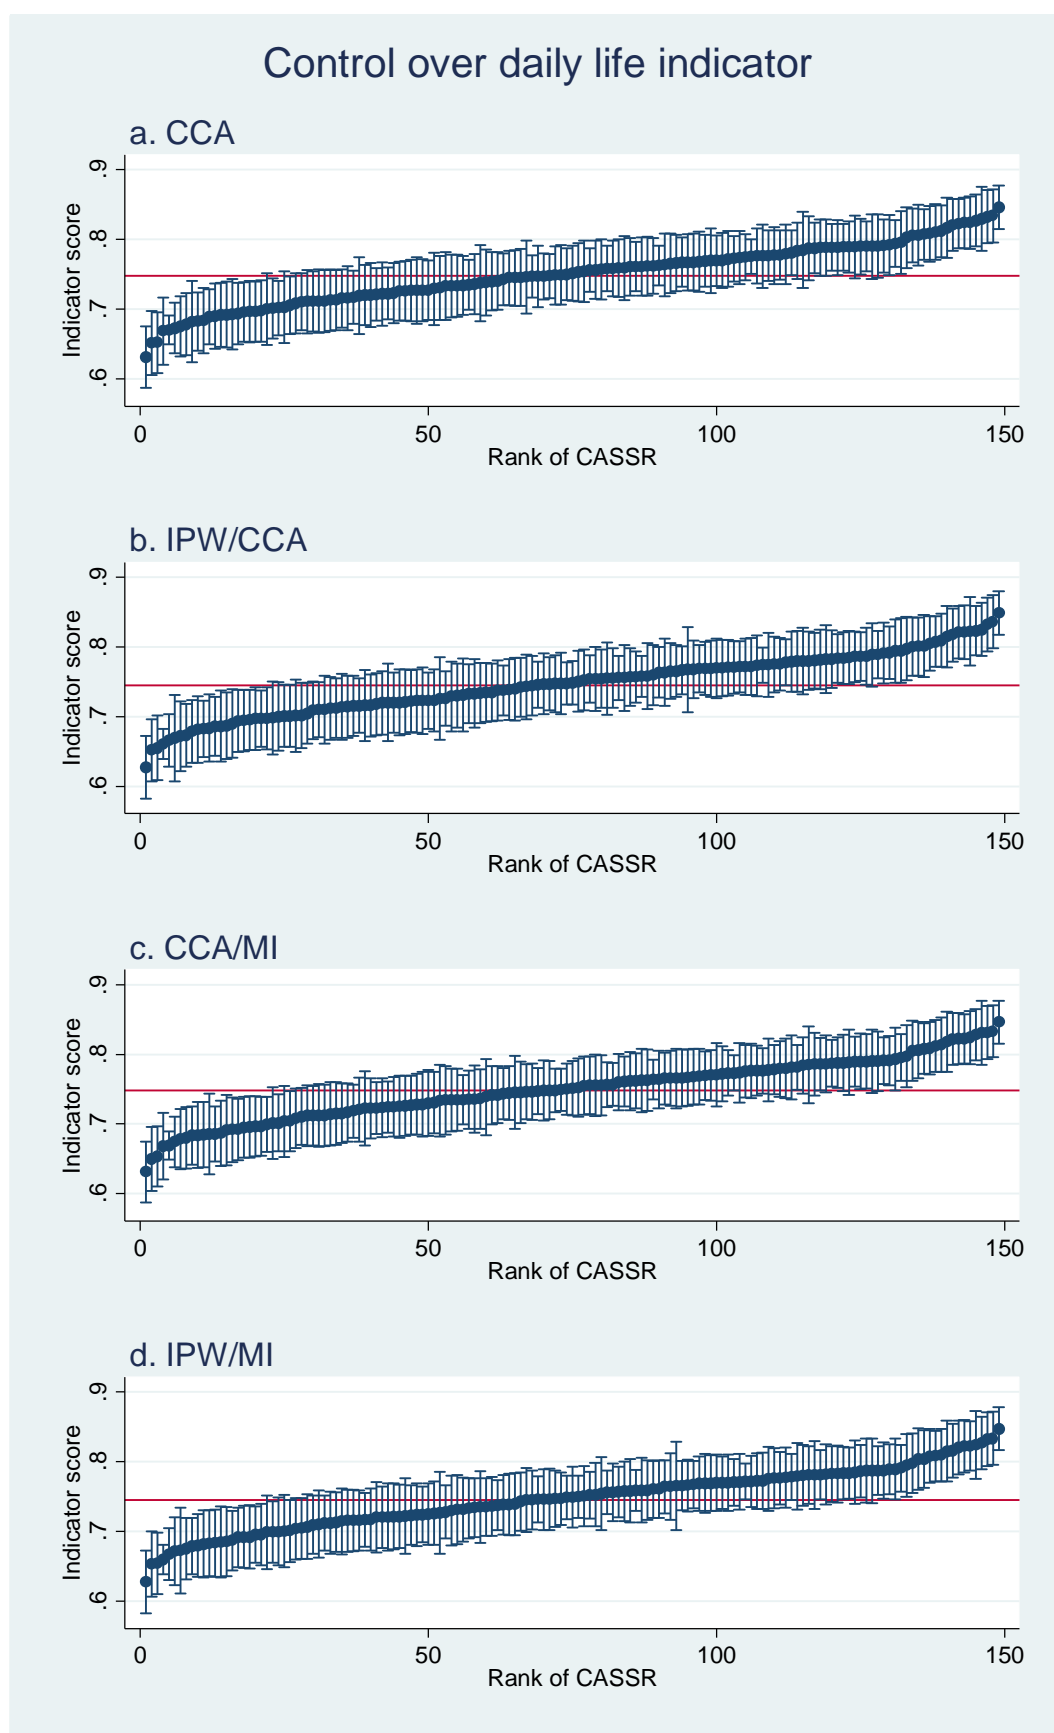 Control over daily life indicator
a. CCA
Indicator score
.9
.8
.7
.6
0 50 100 150
Rank of CASSR
b. IPW/CCA
Indicator score
.9
.8
.7
.6
0 50 100 150
Rank of CASSR
c. CCA/MI
Indicator score
.9
.8
.7
.6
0 50 100 150
Rank of CASSR
d. IPW/MI
Indicator score
.9
.8
.7
.6
0 50 100 150
Rank of CASSR